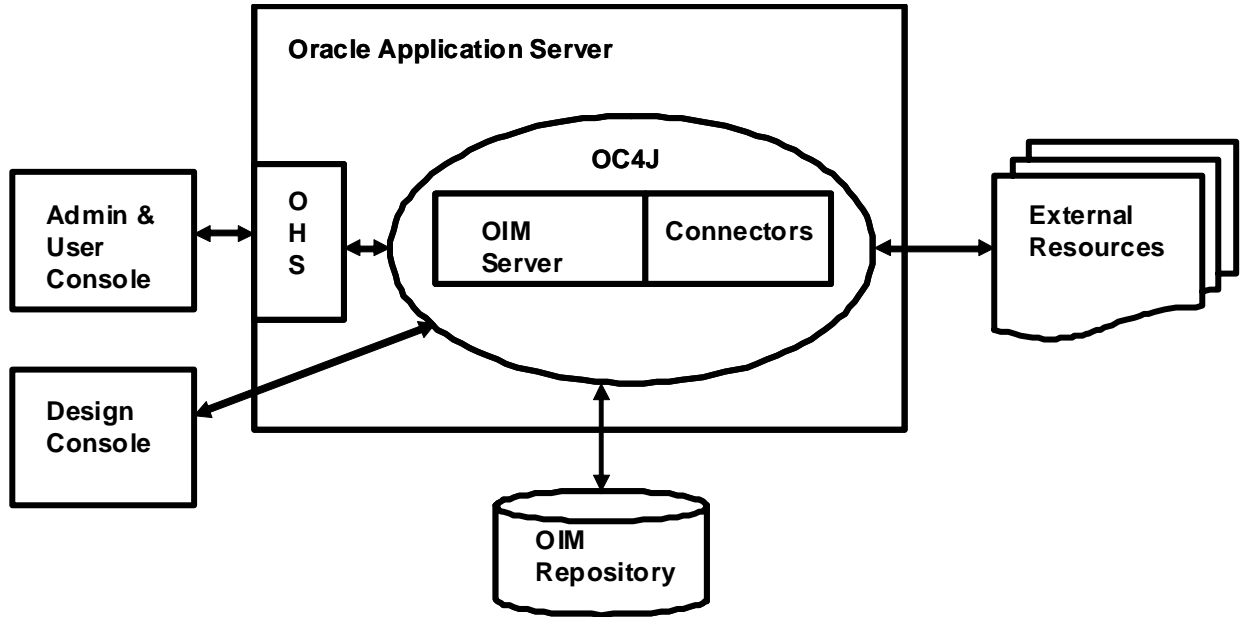 Oracle Application Server
OC4J
Admin &
User
Console
O
H
S
OIM
Server
Connectors
External
Resources
Design
Console
OIM
Repository